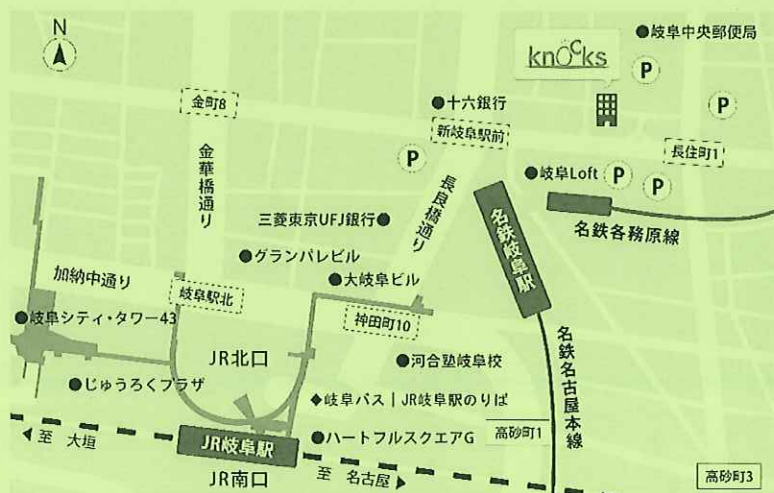 N
knocks
岐阜中央郵便局
P
P
金町8
十六銀行
新岐阜駅前
長住町1
P
岐阜Loft
P
P
金華橋通り
長良橋通り
名鉄岐阜駅
名鉄各務原線
三菱東京UFJ銀行
グランパレビル
加納中通り
大岐阜ビル
岐阜駅北
神田町10
岐阜シティ・タワー43
JR北口
河合塾岐阜校
名鉄名古屋本線
じゅうろくプラザ
◆岐阜バス | JR岐阜駅のりば
至 大垣
JR岐阜駅
ハートフルスクエアG
高砂町1
JR南口
至 名古屋
高砂町3